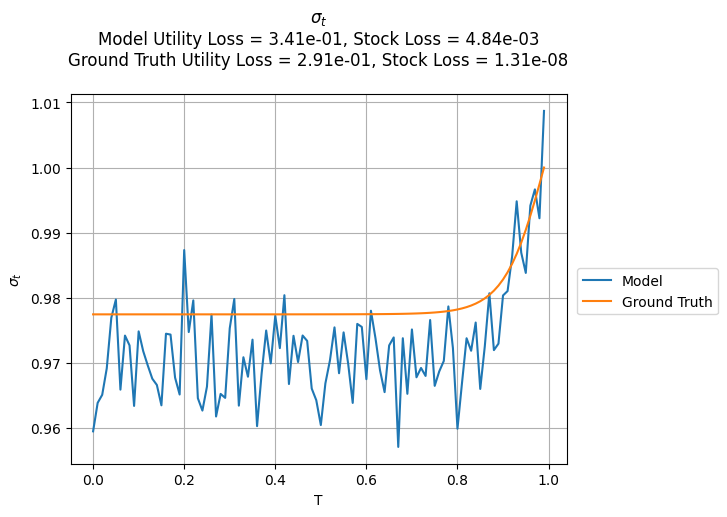 σₜ
Model Utility Loss = 3.41e-01, Stock Loss = 4.84e-03
Ground Truth Utility Loss = 2.91e-01, Stock Loss = 1.31e-08
1.01
1.00
0.99
0.98
0.97
0.96
σₜ
0.0 0.2 0.4 0.6 0.8 1.0
T
Model
Ground Truth